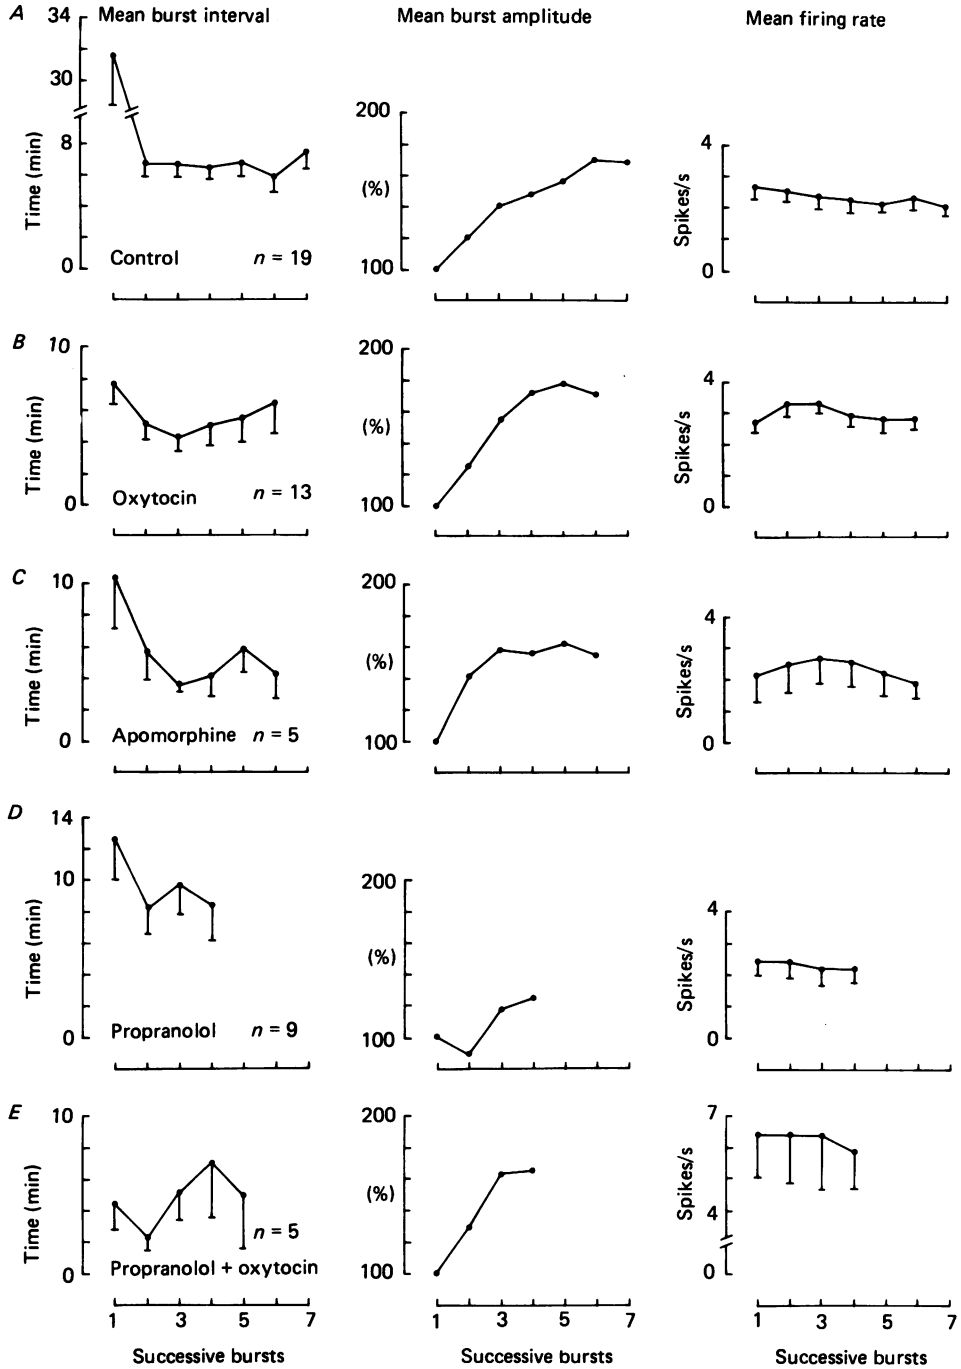 A Mean burst interval Mean burst amplitude Mean firing rate
34
30
8
0
Time (min)
Control n = 19
200
(%)
100
4
Spikes/s
0
B
10
Time (min)
0
Oxytocin n = 13
200
(%)
100
4
Spikes/s
0
C
10
Time (min)
0
Apomorphine n = 5
200
(%)
100
4
Spikes/s
0
D
14
10
Time (min)
0
Propranolol n = 9
200
(%)
100
4
Spikes/s
0
E
10
Time (min)
0
n = 5
Propranolol + oxytocin
200
(%)
100
7
Spikes/s
4
0
1 3 5 7 1 3 5 7 1 3 5 7
Successive bursts Successive bursts Successive bursts